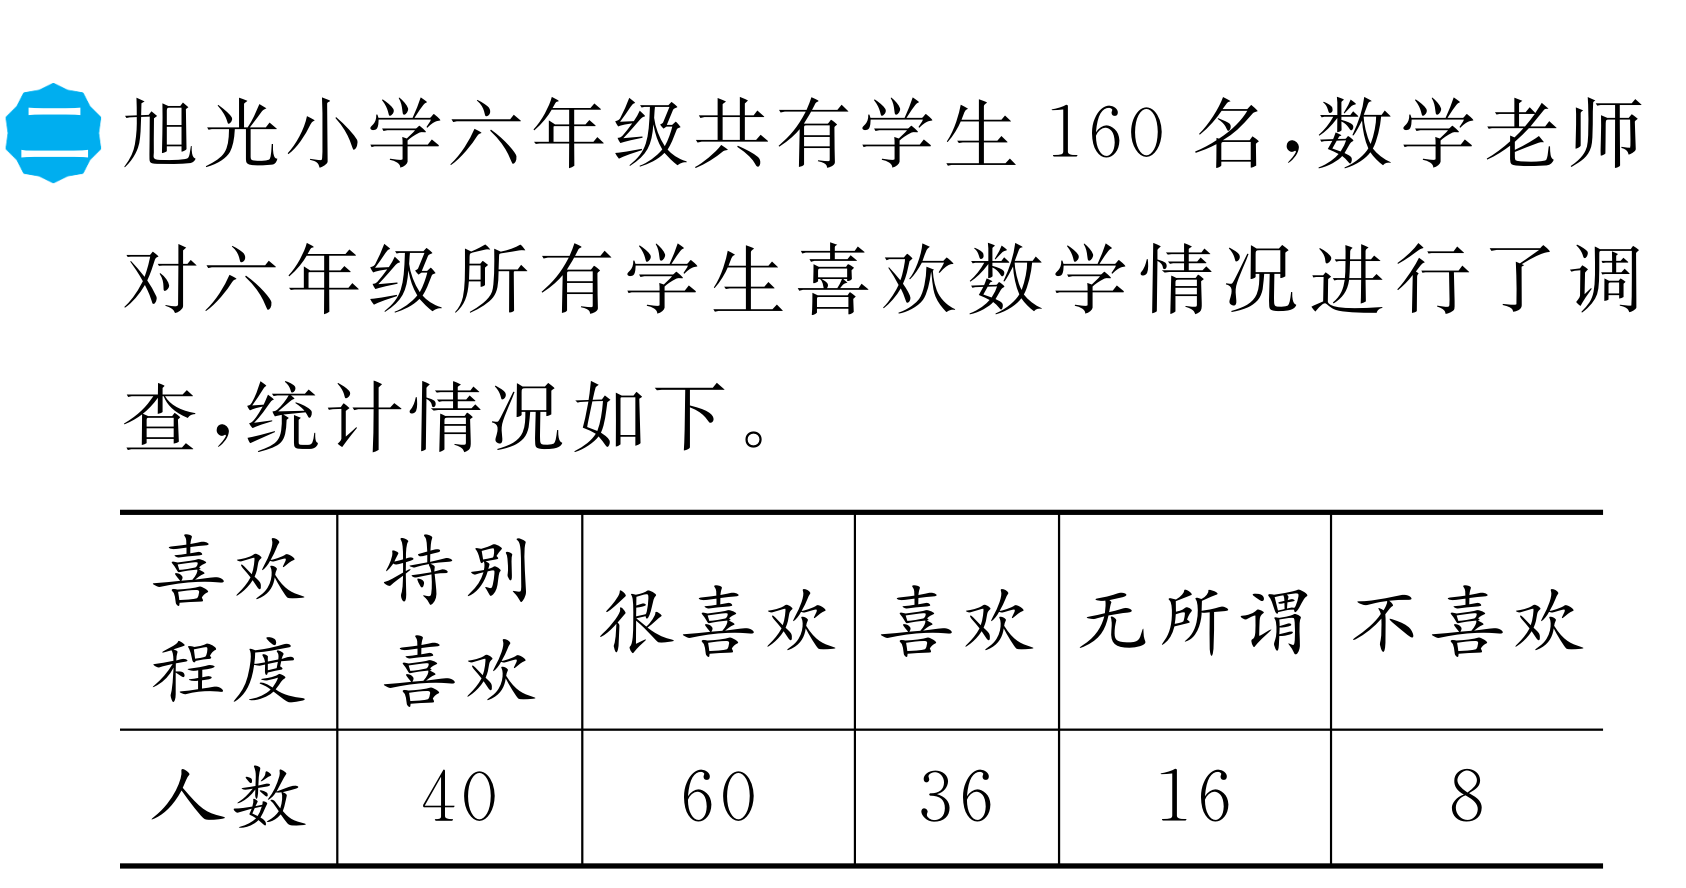 二 旭光小学六年级共有学生 160 名,数学老师
对六年级所有学生喜欢数学情况进行了调
查,统计情况如下。
喜欢程度 特别喜欢 很喜欢 喜欢 无所谓 不喜欢
人数 40 60 36 16 8